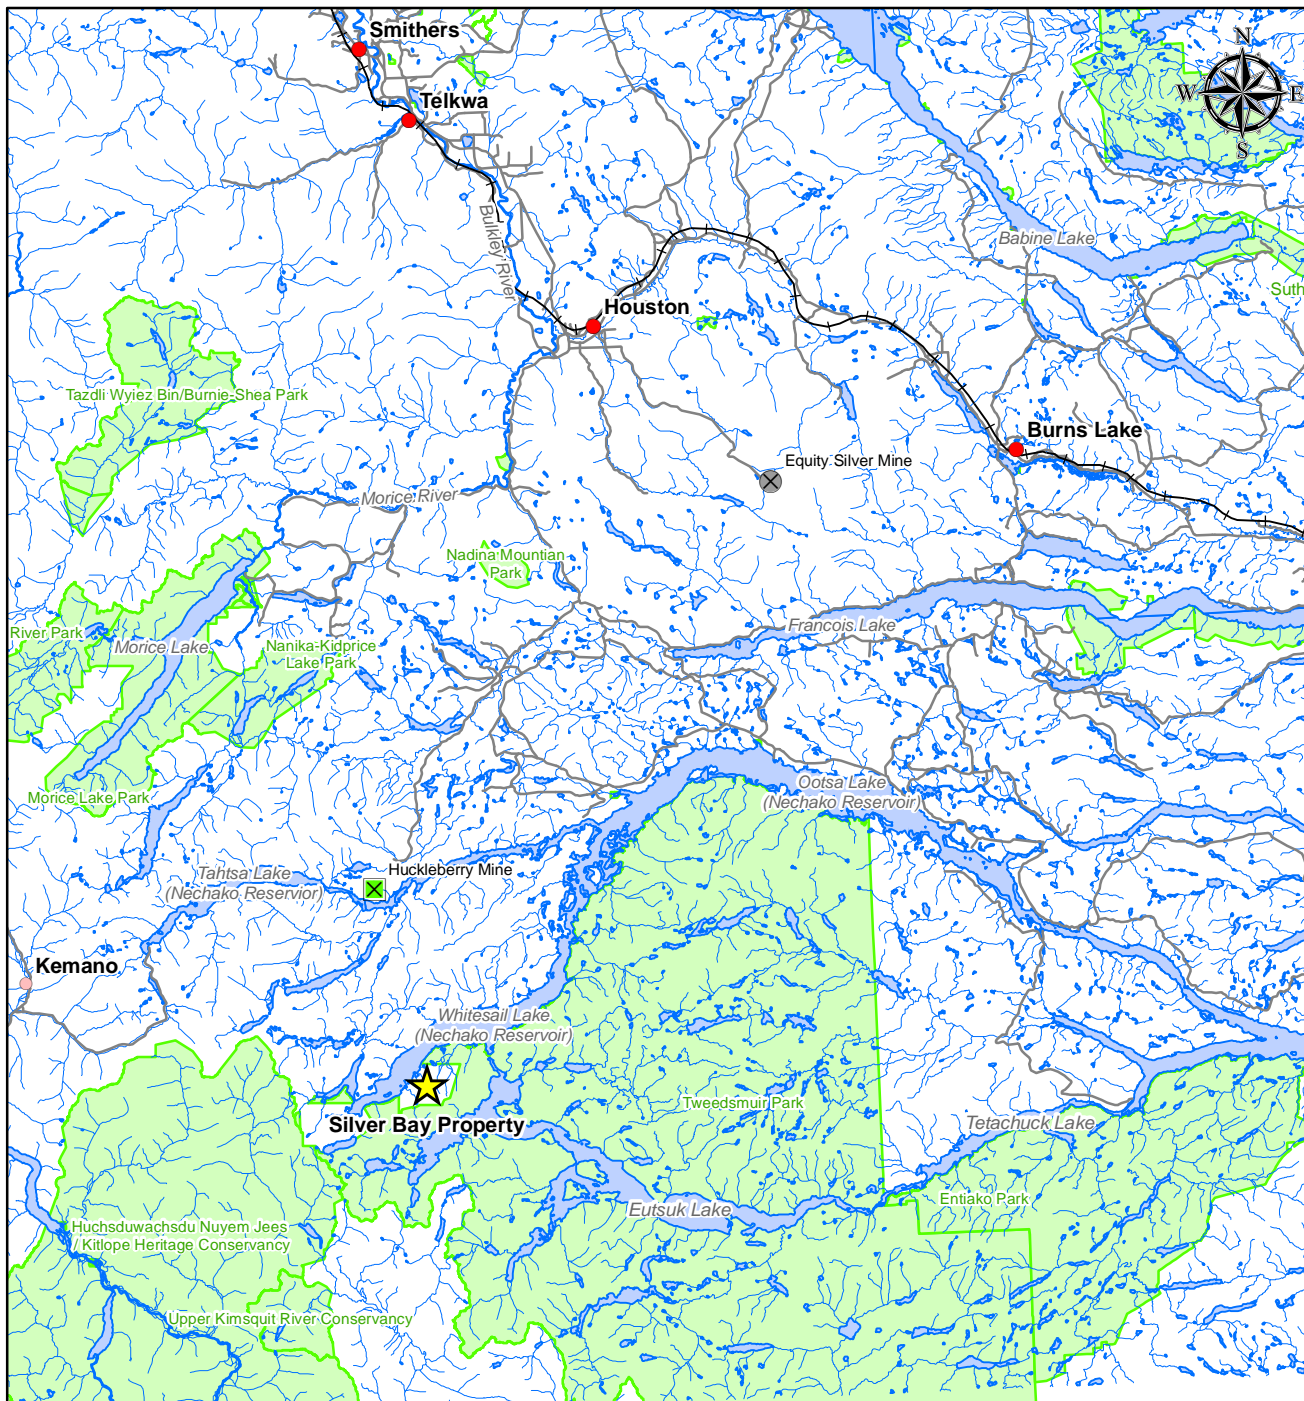 Smithers
N
W
E
S
Telkwa
Bulkley River
Babine Lake
Suth
Houston
Tazdli Wyiez Bin/Burnie-Shea Park
Burns Lake
Equity Silver Mine
Morice River
Nadina Mountian
Park
River Park
Morice Lake
Nanika-Kidprice
Lake Park
Francois Lake
Morice Lake Park
Ootsa Lake
(Nechako Reservoir)
Tahtsa Lake
(Nechako Reservior)
Huckleberry Mine
Kemano
Whitesail Lake
(Nechako Reservoir)
Silver Bay Property
Tweedsmuir Park
Tetachuck Lake
Entiako Park
Eutsuk Lake
Huchsduwachsdu Nuyem Jees
/ Kitlope Heritage Conservancy
Upper Kimsquit River Conservancy